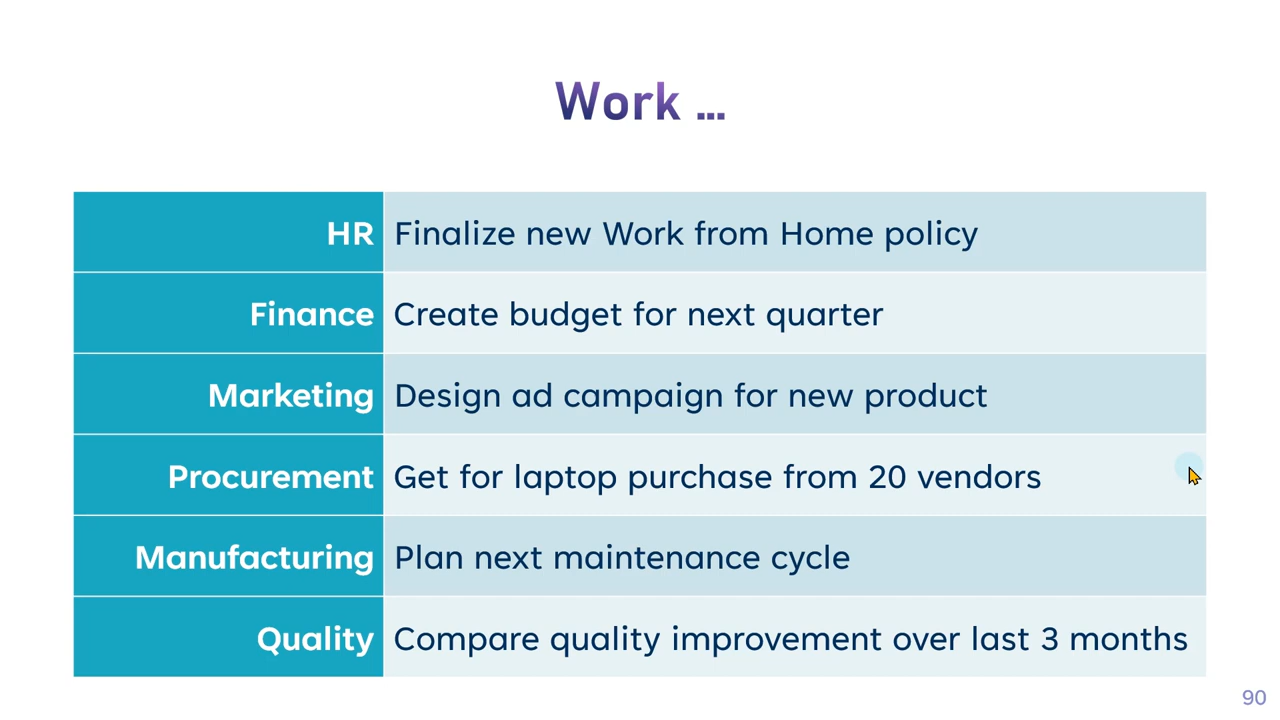 Work ...
HR Finalize new Work from Home policy
Finance Create budget for next quarter
Marketing Design ad campaign for new product
Procurement Get for laptop purchase from 20 vendors
Manufacturing Plan next maintenance cycle
Quality Compare quality improvement over last 3 months
90